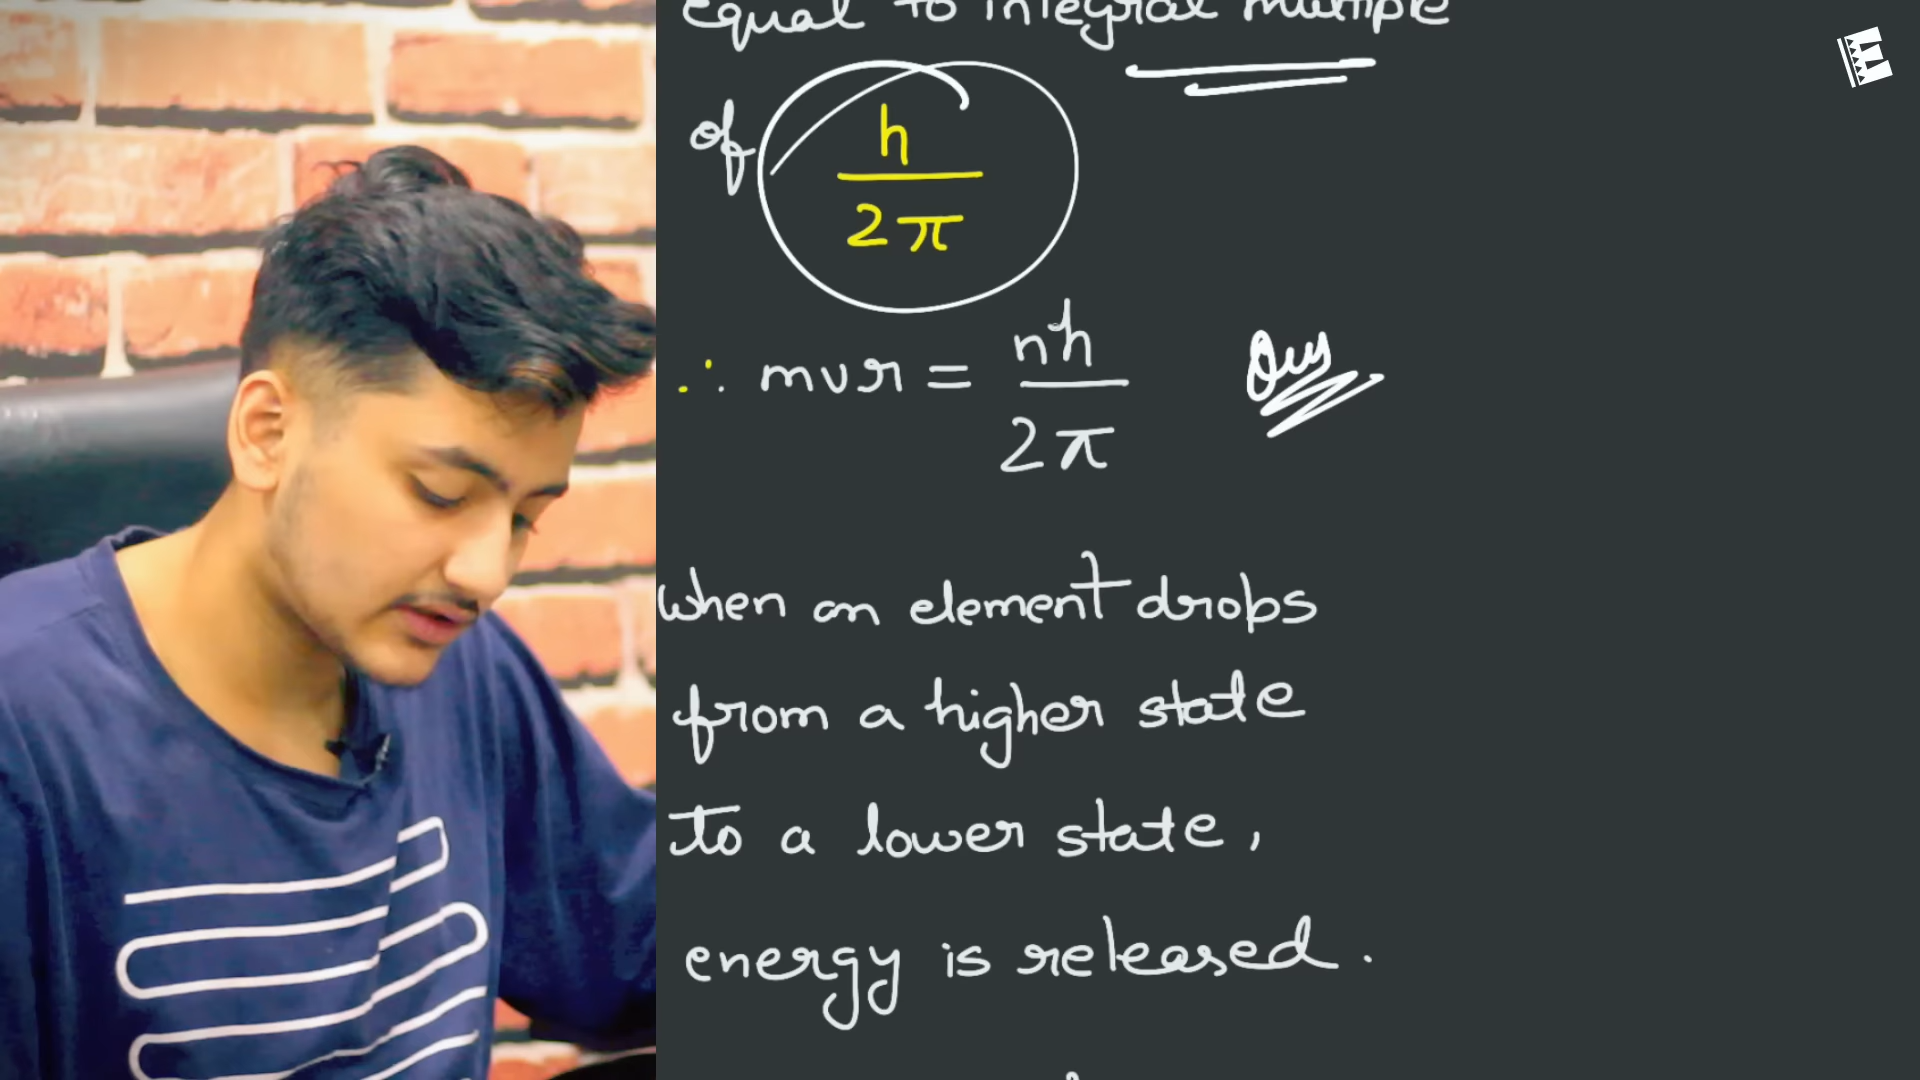 equal to integral multiple
of h
2π
∴ mvr = nh
2π
Ques
when an element drops
from a higher state
to a lower state,
energy is released.
E